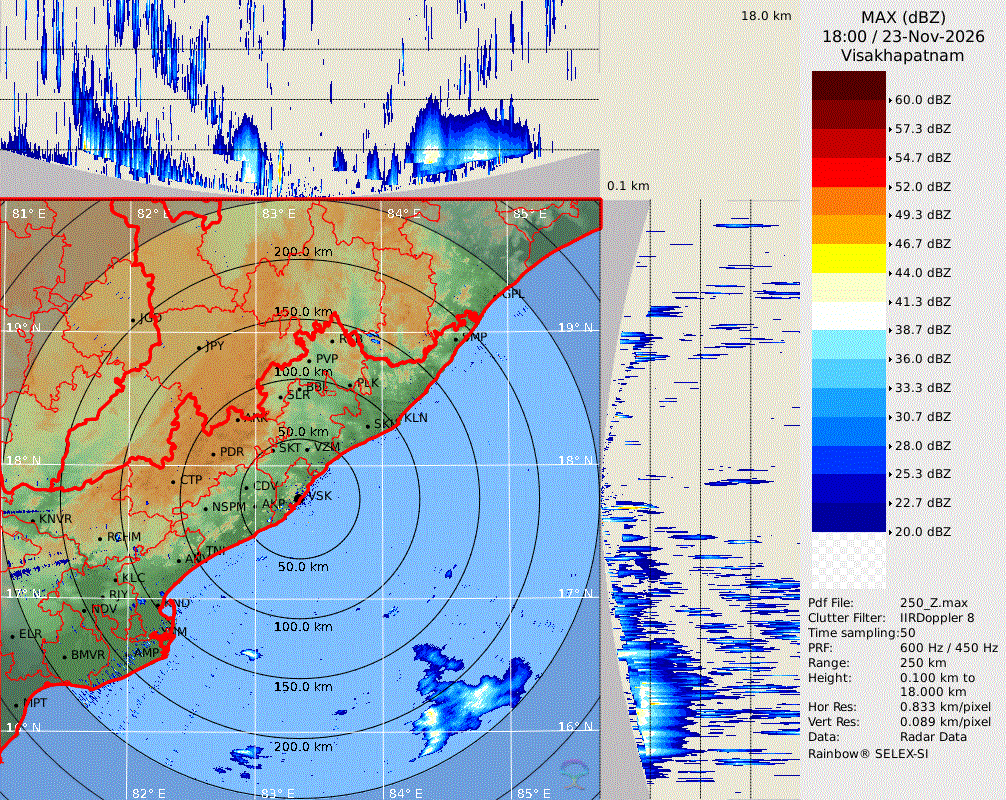 18.0 km
MAX (dBZ)
18:00 / 23-Nov-2026
Visakhapatnam
60.0 dBZ
57.3 dBZ
54.7 dBZ
52.0 dBZ
49.3 dBZ
46.7 dBZ
44.0 dBZ
41.3 dBZ
38.7 dBZ
36.0 dBZ
33.3 dBZ
30.7 dBZ
28.0 dBZ
25.3 dBZ
22.7 dBZ
20.0 dBZ
0.1 km
81° E
82° E
83° E
84° E
85° E
200.0 km
GPL
150.0 km
19° N
19° N
JPY
PVP
100.0 km
BBL
PLK
SLR
KLN
50.0 km
SKT
VZM
PDR
18° N
18° N
CTP
CDV
VSK
NSPM
AKP
KNVR
TNI
50.0 km
KLC
RJY
17° N
17° N
KND
NDV
100.0 km
ELR
BMVR
AMP
150.0 km
MPT
16° N
16° N
200.0 km
82° E
83° E
84° E
85° E
Pdf File: 250_Z.max
Clutter Filter: IIRDoppler 8
Time sampling:50
PRF: 600 Hz / 450 Hz
Range: 250 km
Height: 0.100 km to
18.000 km
Hor Res: 0.833 km/pixel
Vert Res: 0.089 km/pixel
Data: Radar Data
Rainbow® SELEX-SI